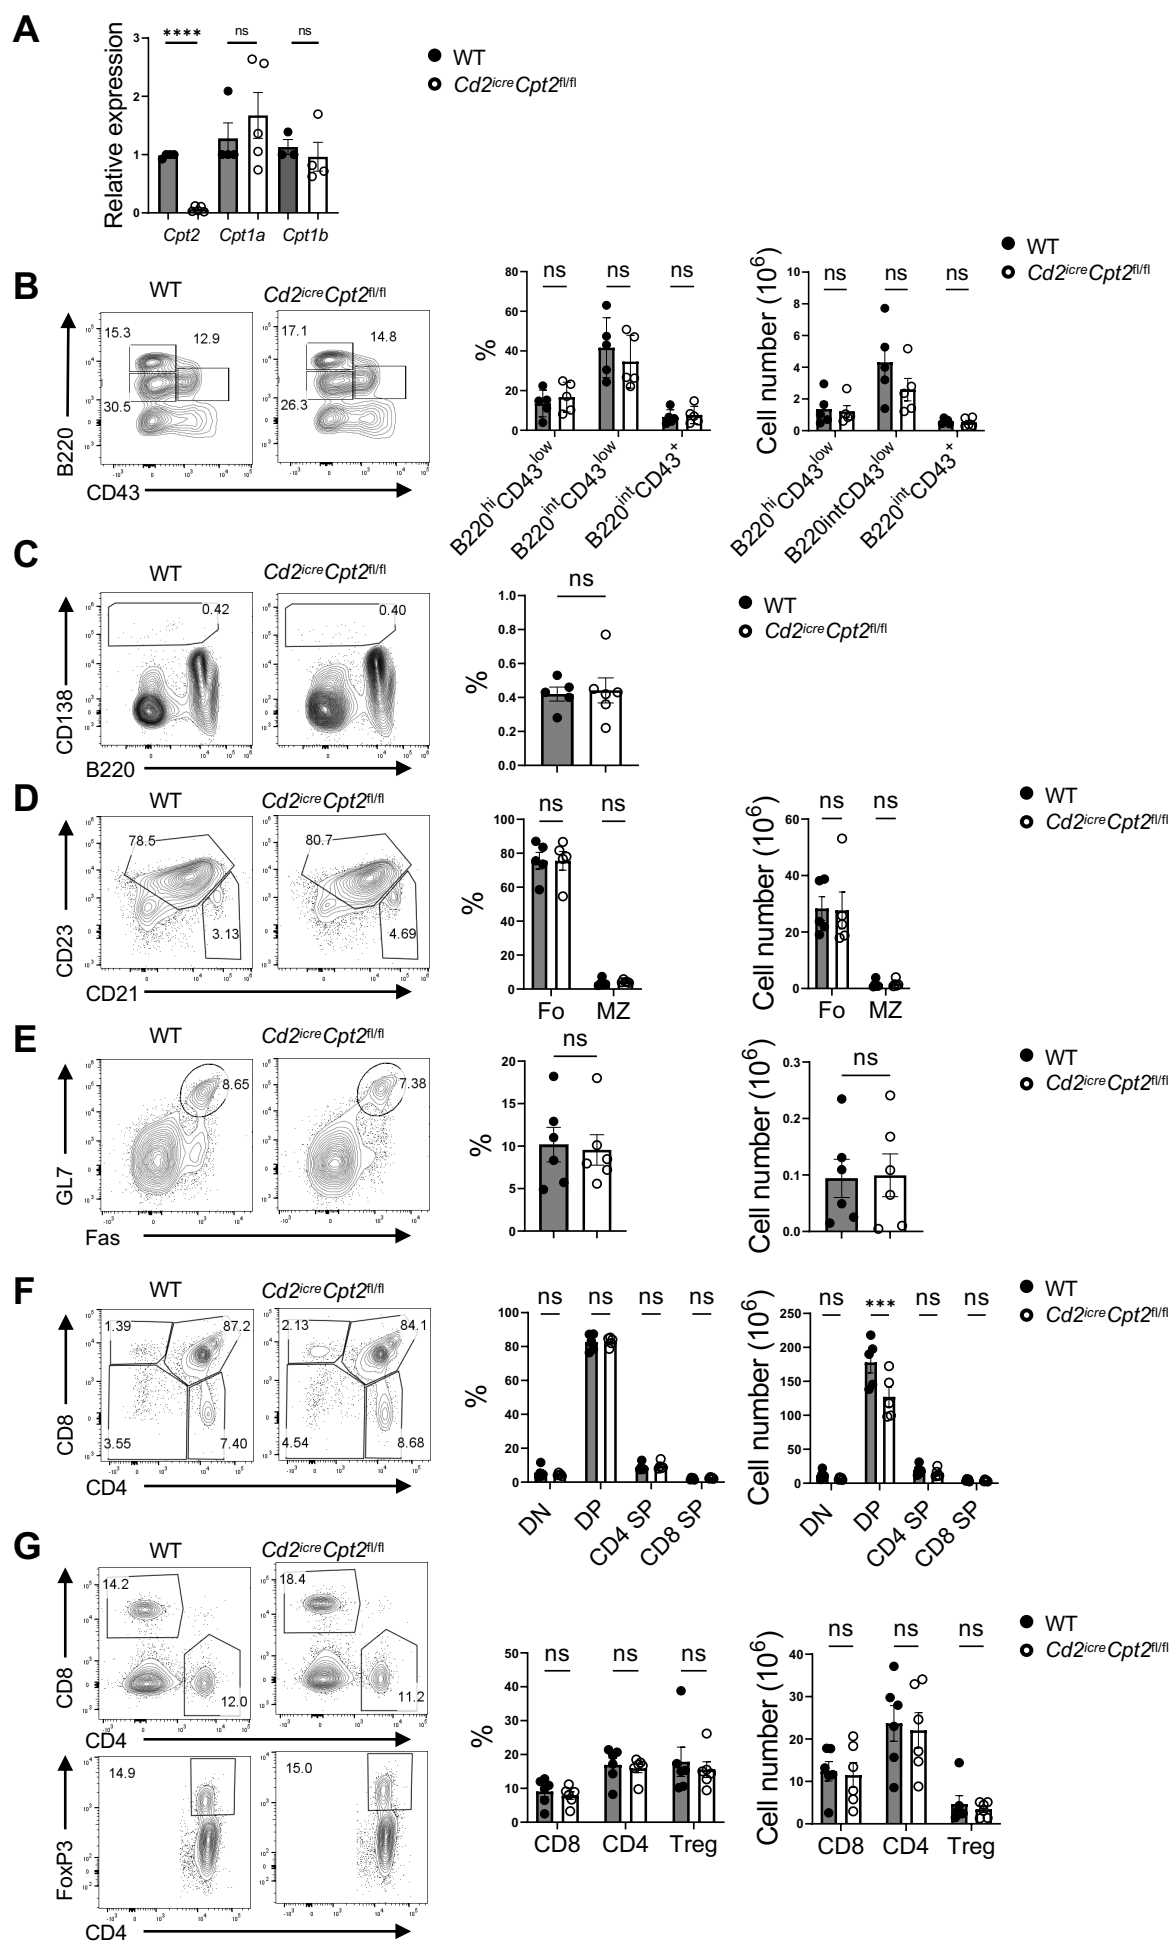 A
Relative expression
3
2
1
0
**** ns ns
Cpt2 Cpt1a Cpt1b
WT
Cd2icreCpt2fl/fl
B
WT
Cd2icreCpt2fl/fl
15.3
12.9
30.5
17.1
14.8
26.3
B220
CD43
%
80
60
40
20
0
ns ns ns
B220hiCD43low
B220intCD43low
B220intCD43+
Cell number (106)
10
8
6
4
2
0
ns ns ns
B220hiCD43low
B220intCD43low
B220intCD43+
WT
Cd2icreCpt2fl/fl
C
WT
Cd2icreCpt2fl/fl
0.42
0.40
CD138
B220
%
1.0
0.8
0.6
0.4
0.2
0.0
ns
WT
Cd2icreCpt2fl/fl
D
WT
Cd2icreCpt2fl/fl
78.5
3.13
80.7
4.69
CD23
CD21
%
100
80
60
40
20
0
ns ns
Fo MZ
Cell number (106)
60
40
20
0
ns ns
Fo MZ
WT
Cd2icreCpt2fl/fl
E
WT
Cd2icreCpt2fl/fl
8.65
7.38
GL7
Fas
%
20
15
10
5
0
ns
Cell number (106)
0.3
0.2
0.1
0.0
ns
WT
Cd2icreCpt2fl/fl
F
WT
Cd2icreCpt2fl/fl
1.39
87.2
3.55
7.40
2.13
84.1
4.54
8.68
CD8
CD4
%
100
80
60
40
20
0
ns ns ns ns
DN
DP
CD4 SP
CD8 SP
Cell number (106)
250
200
150
100
50
0
ns *** ns ns
DN
DP
CD4 SP
CD8 SP
WT
Cd2icreCpt2fl/fl
G
WT
Cd2icreCpt2fl/fl
14.2
12.0
18.4
11.2
CD8
CD4
14.9
15.0
FoxP3
CD4
%
50
40
30
20
10
0
ns ns ns
CD8 CD4 Treg
Cell number (106)
40
30
20
10
0
ns ns ns
CD8 CD4 Treg
WT
Cd2icreCpt2fl/fl